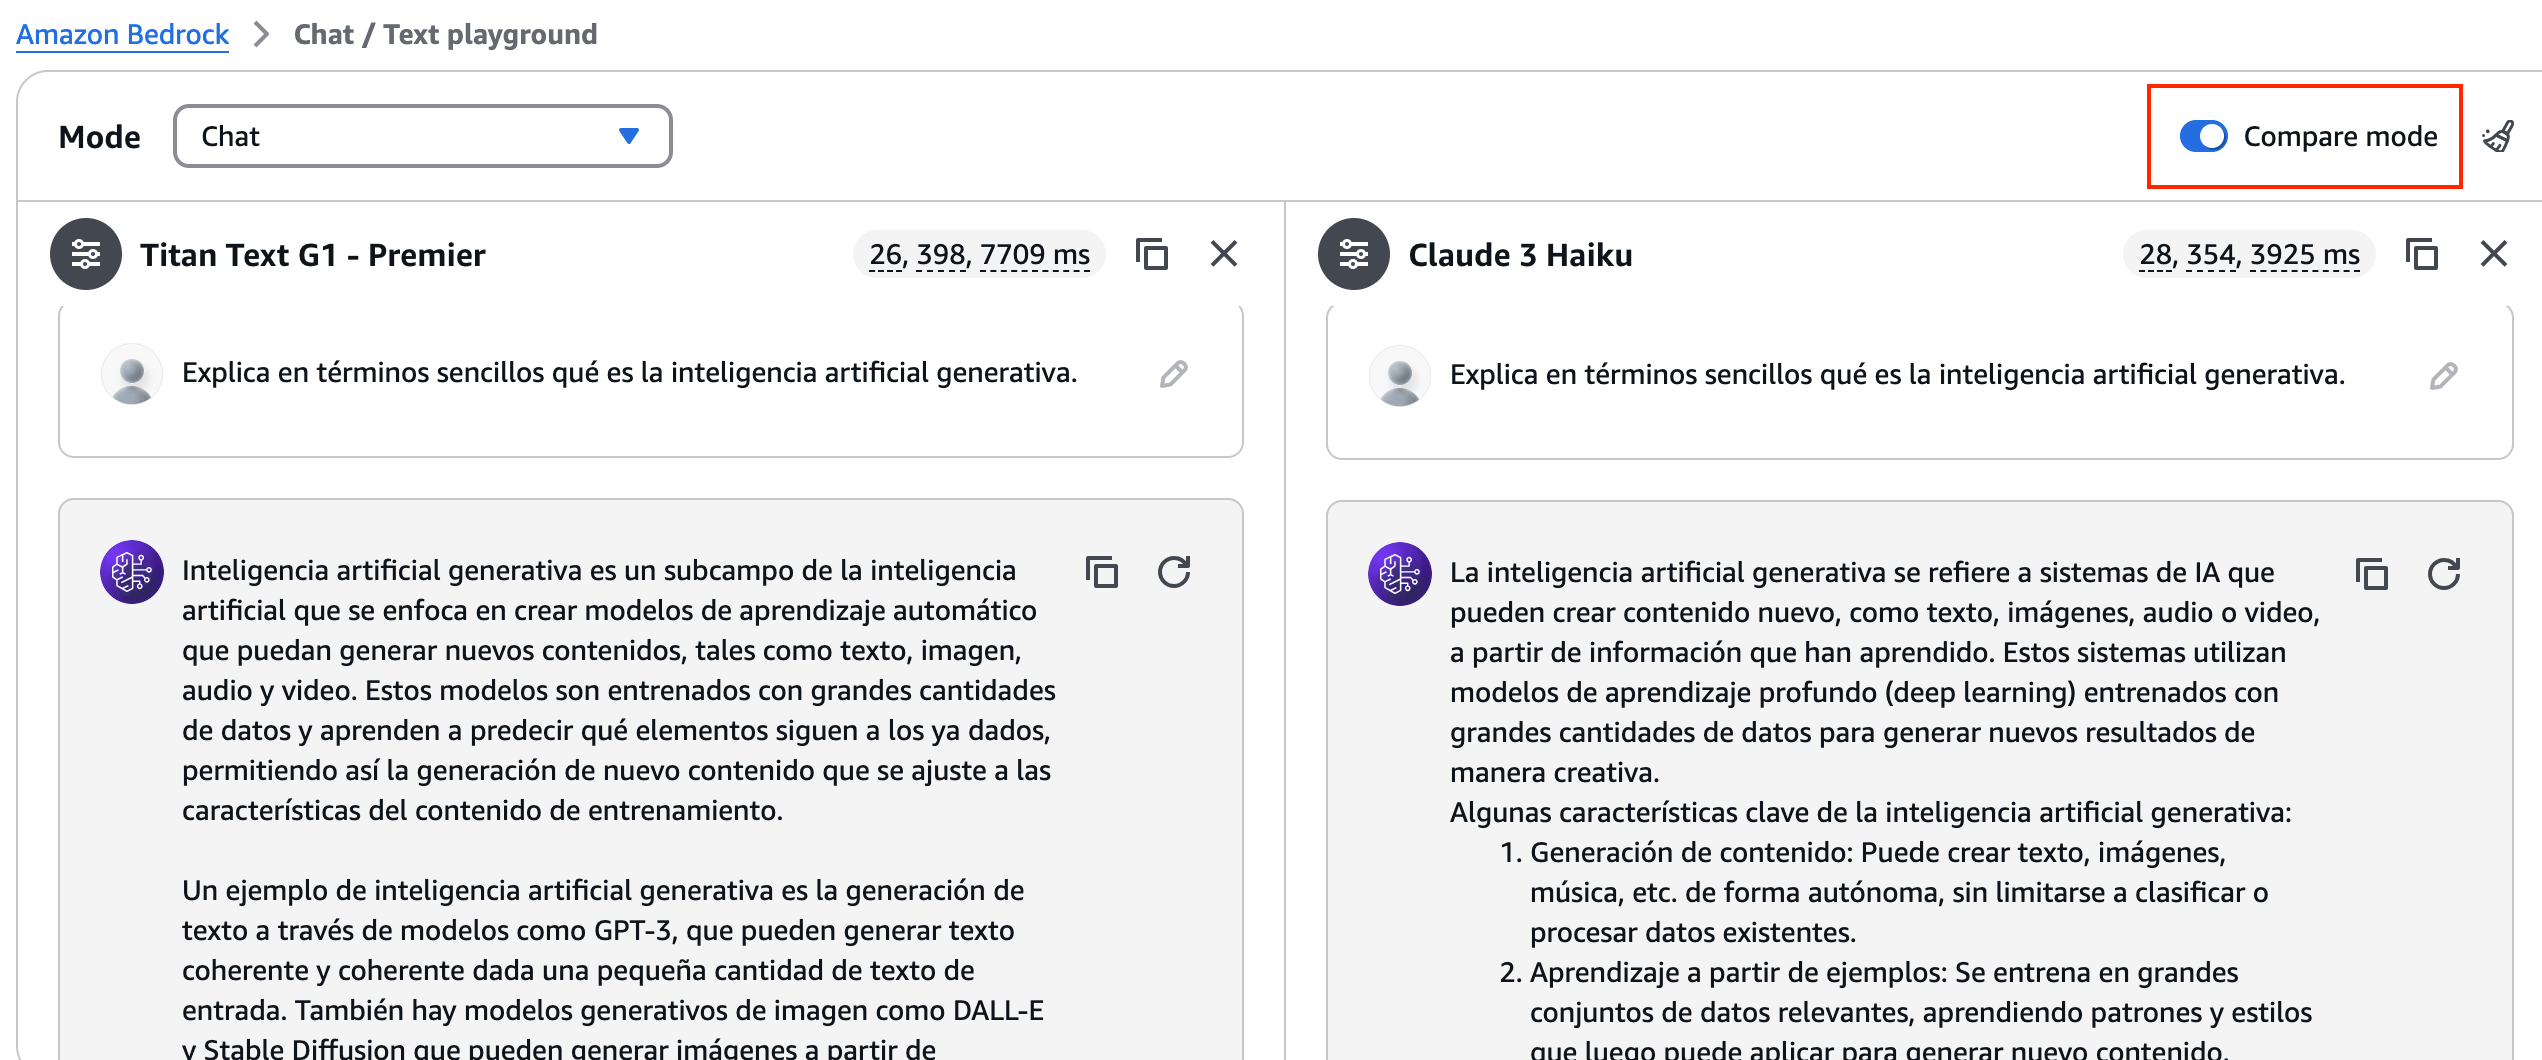 Amazon Bedrock > Chat / Text playground
Mode
Chat
Compare mode
Titan Text G1 - Premier
26, 398, 7709 ms
Explica en términos sencillos qué es la inteligencia artificial generativa.
Inteligencia artificial generativa es un subcampo de la inteligencia
artificial que se enfoca en crear modelos de aprendizaje automático
que puedan generar nuevos contenidos, tales como texto, imagen,
audio y video. Estos modelos son entrenados con grandes cantidades
de datos y aprenden a predecir qué elementos siguen a los ya dados,
permitiendo así la generación de nuevo contenido que se ajuste a las
características del contenido de entrenamiento.
Un ejemplo de inteligencia artificial generativa es la generación de
texto a través de modelos como GPT-3, que pueden generar texto
coherente y coherente dada una pequeña cantidad de texto de
entrada. También hay modelos generativos de imagen como DALL-E
y Stable Diffusion que pueden generar imágenes a partir de
Claude 3 Haiku
28, 354, 3925 ms
Explica en términos sencillos qué es la inteligencia artificial generativa.
La inteligencia artificial generativa se refiere a sistemas de IA que
pueden crear contenido nuevo, como texto, imágenes, audio o video,
a partir de información que han aprendido. Estos sistemas utilizan
modelos de aprendizaje profundo (deep learning) entrenados con
grandes cantidades de datos para generar nuevos resultados de
manera creativa.
Algunas características clave de la inteligencia artificial generativa:
1. Generación de contenido: Puede crear texto, imágenes,
música, etc. de forma autónoma, sin limitarse a clasificar o
procesar datos existentes.
2. Aprendizaje a partir de ejemplos: Se entrena en grandes
conjuntos de datos relevantes, aprendiendo patrones y estilos
que luego puede aplicar para generar nuevo contenido.